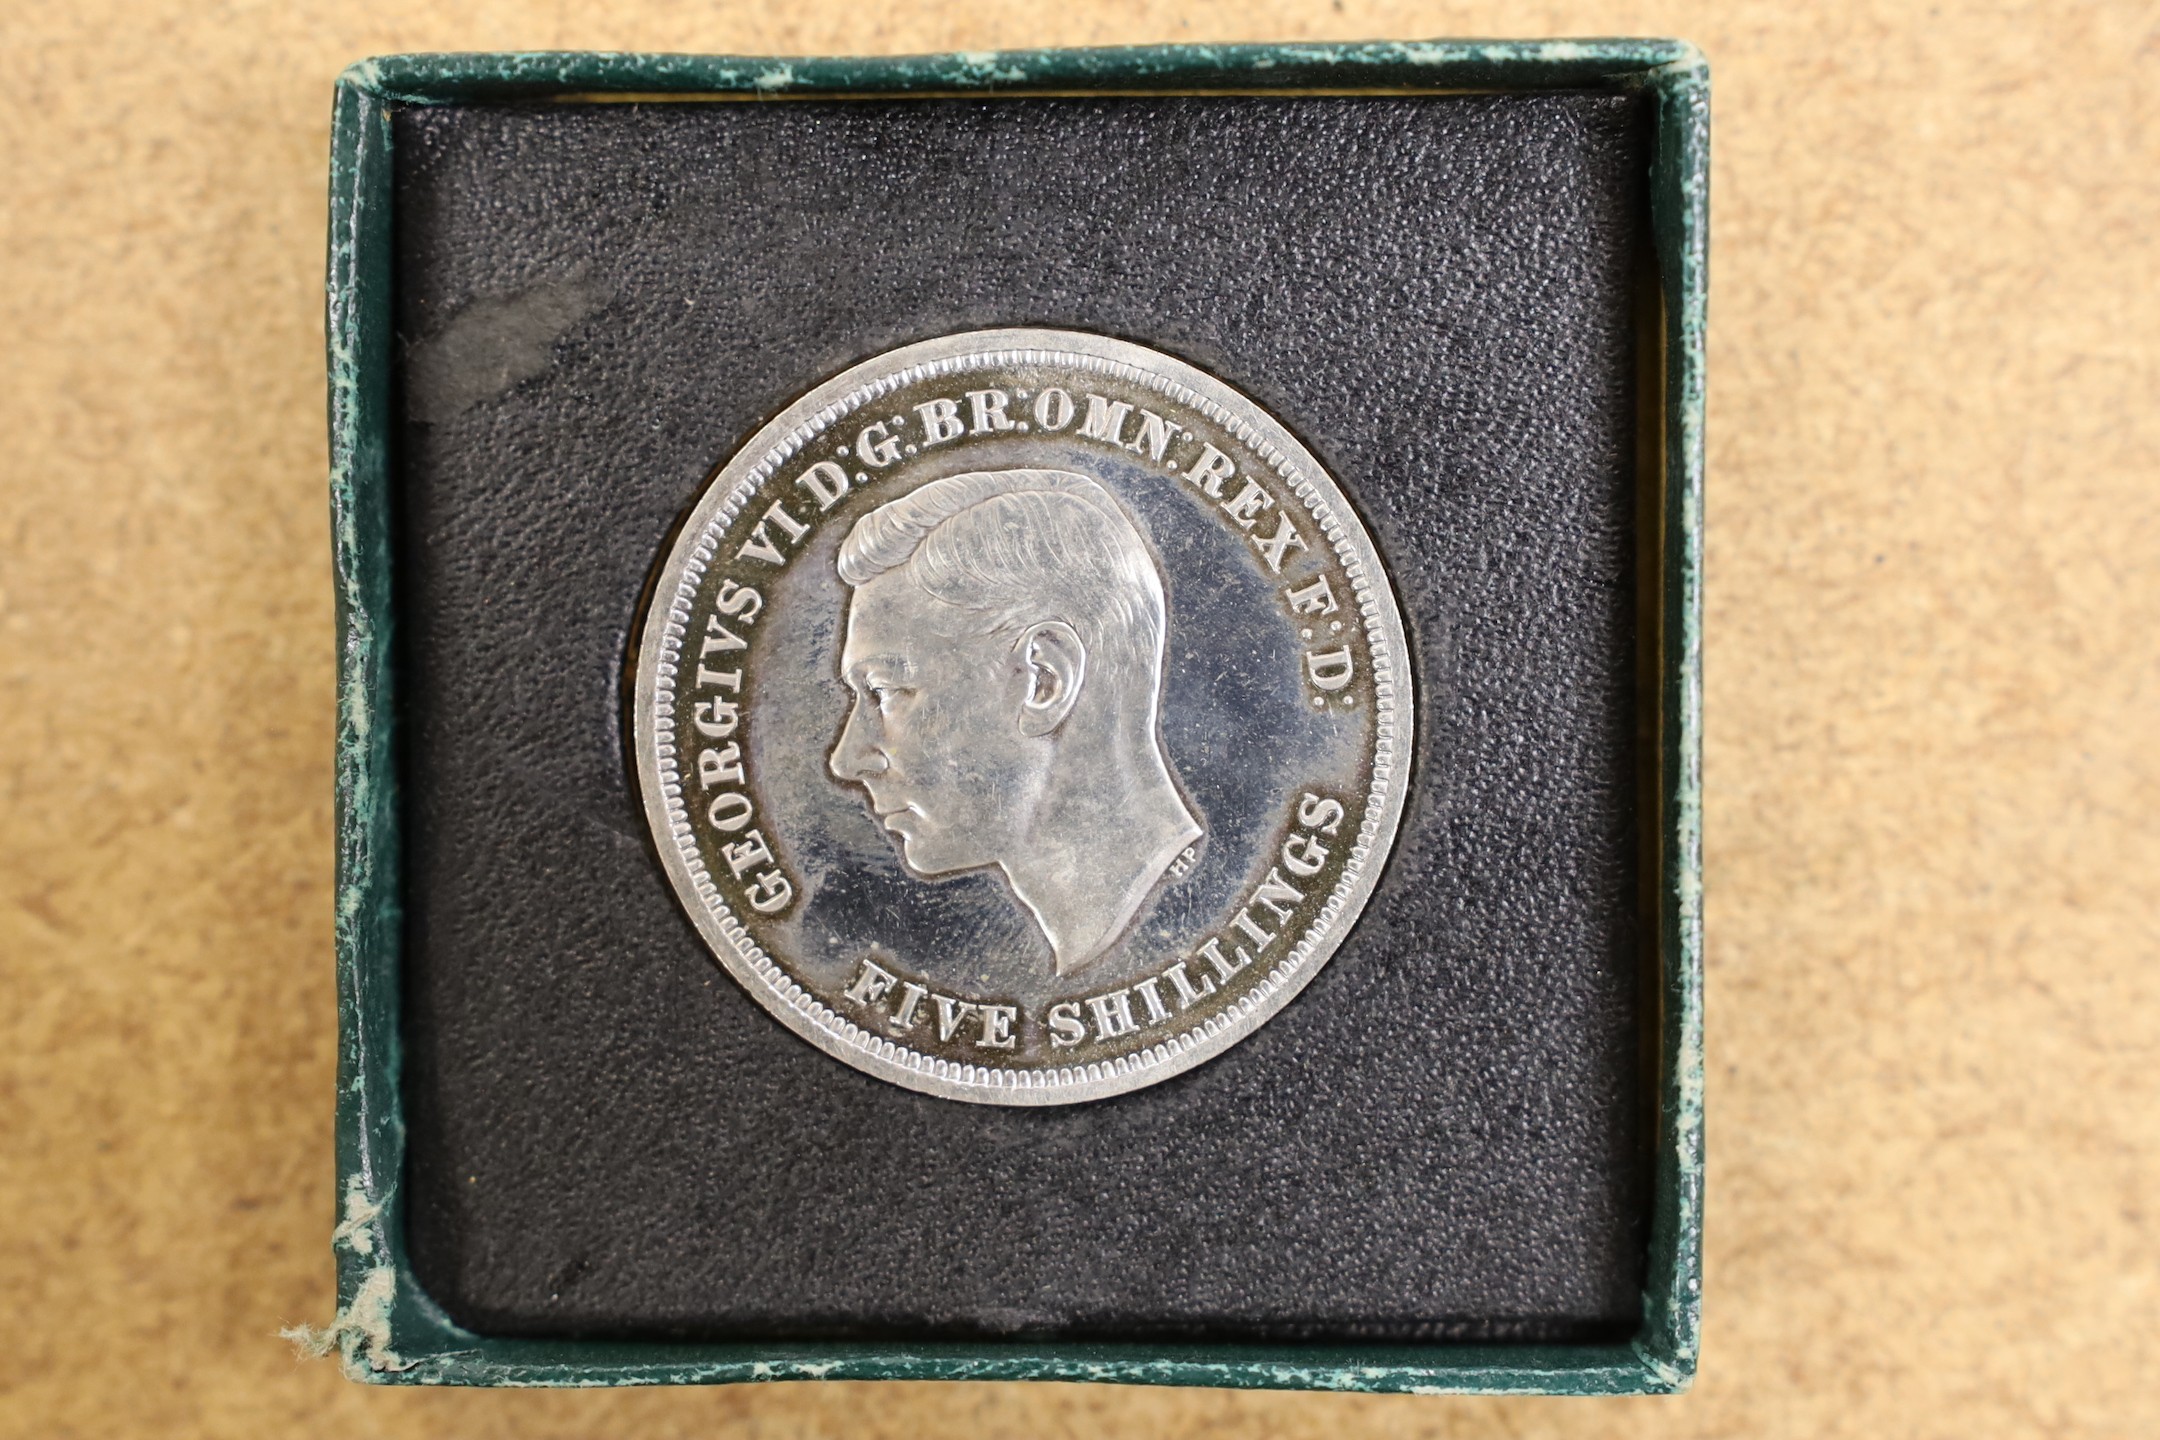 GEORGIVS VI D:G:BR:OMN:REX F:D:
HP
FIVE SHILLINGS